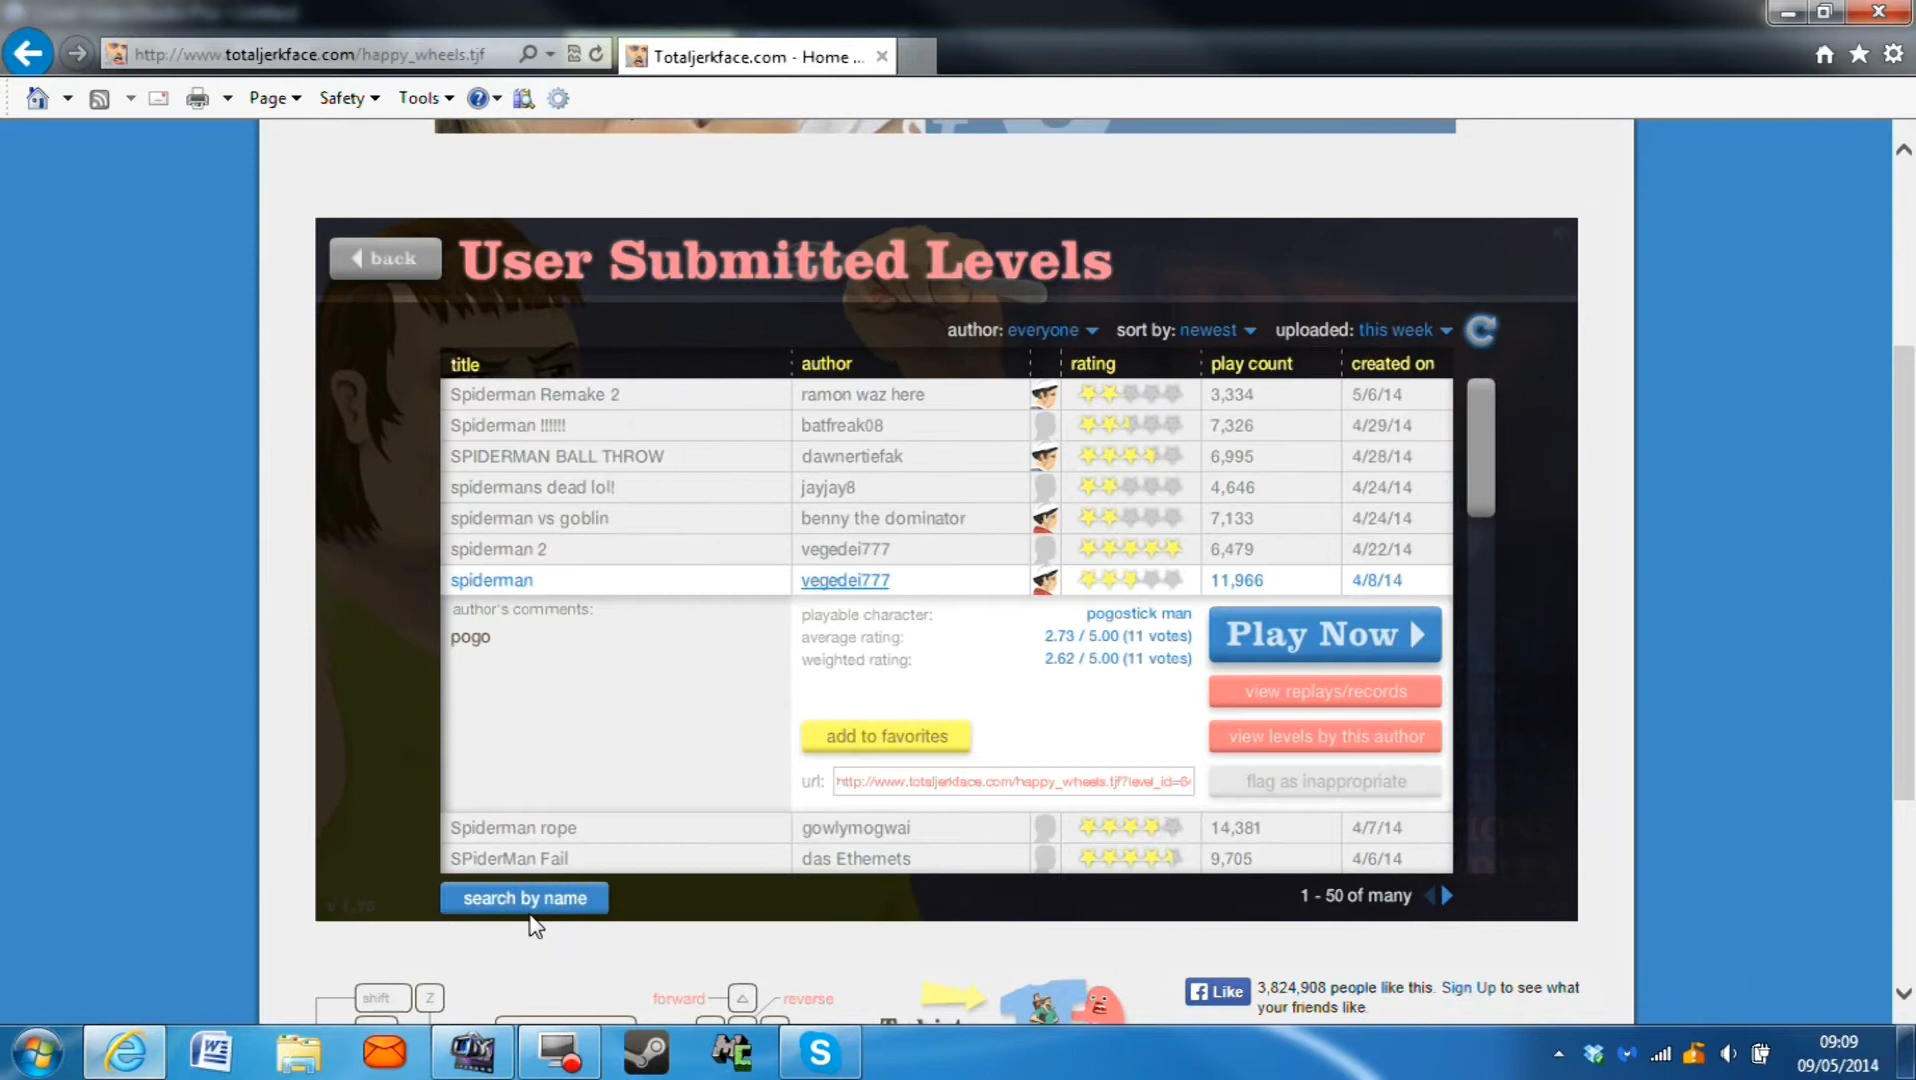 http://www.totaljerkface.com/happy_wheels.tjf
Totaljerkface.com - Home ...
Page Safety Tools
back
User Submitted Levels
author: everyone sort by: newest uploaded: this week
title author rating play count created on
Spiderman Remake 2 ramon waz here 3,334 5/6/14
Spiderman !!!!!! batfreak08 7,326 4/29/14
SPIDERMAN BALL THROW dawnertiefak 6,995 4/28/14
spidermans dead lol! jayjay8 4,646 4/24/14
spiderman vs goblin benny the dominator 7,133 4/24/14
spiderman 2 vegedei777 6,479 4/22/14
spiderman vegedei777 11,966 4/8/14
author's comments:
pogo
playable character: pogostick man
average rating: 2.73 / 5.00 (11 votes)
weighted rating: 2.62 / 5.00 (11 votes)
Play Now
view replays/records
add to favorites
view levels by this author
url: http://www.totaljerkface.com/happy_wheels.tjf?level_id=6
flag as inappropriate
Spiderman rope gowlymogwai 14,381 4/7/14
SPiderMan Fail das Ethemets 9,705 4/6/14
search by name
1 - 50 of many
shift Z
forward reverse
Like
3,824,908 people like this. Sign Up to see what
your friends like.
09:09
09/05/2014